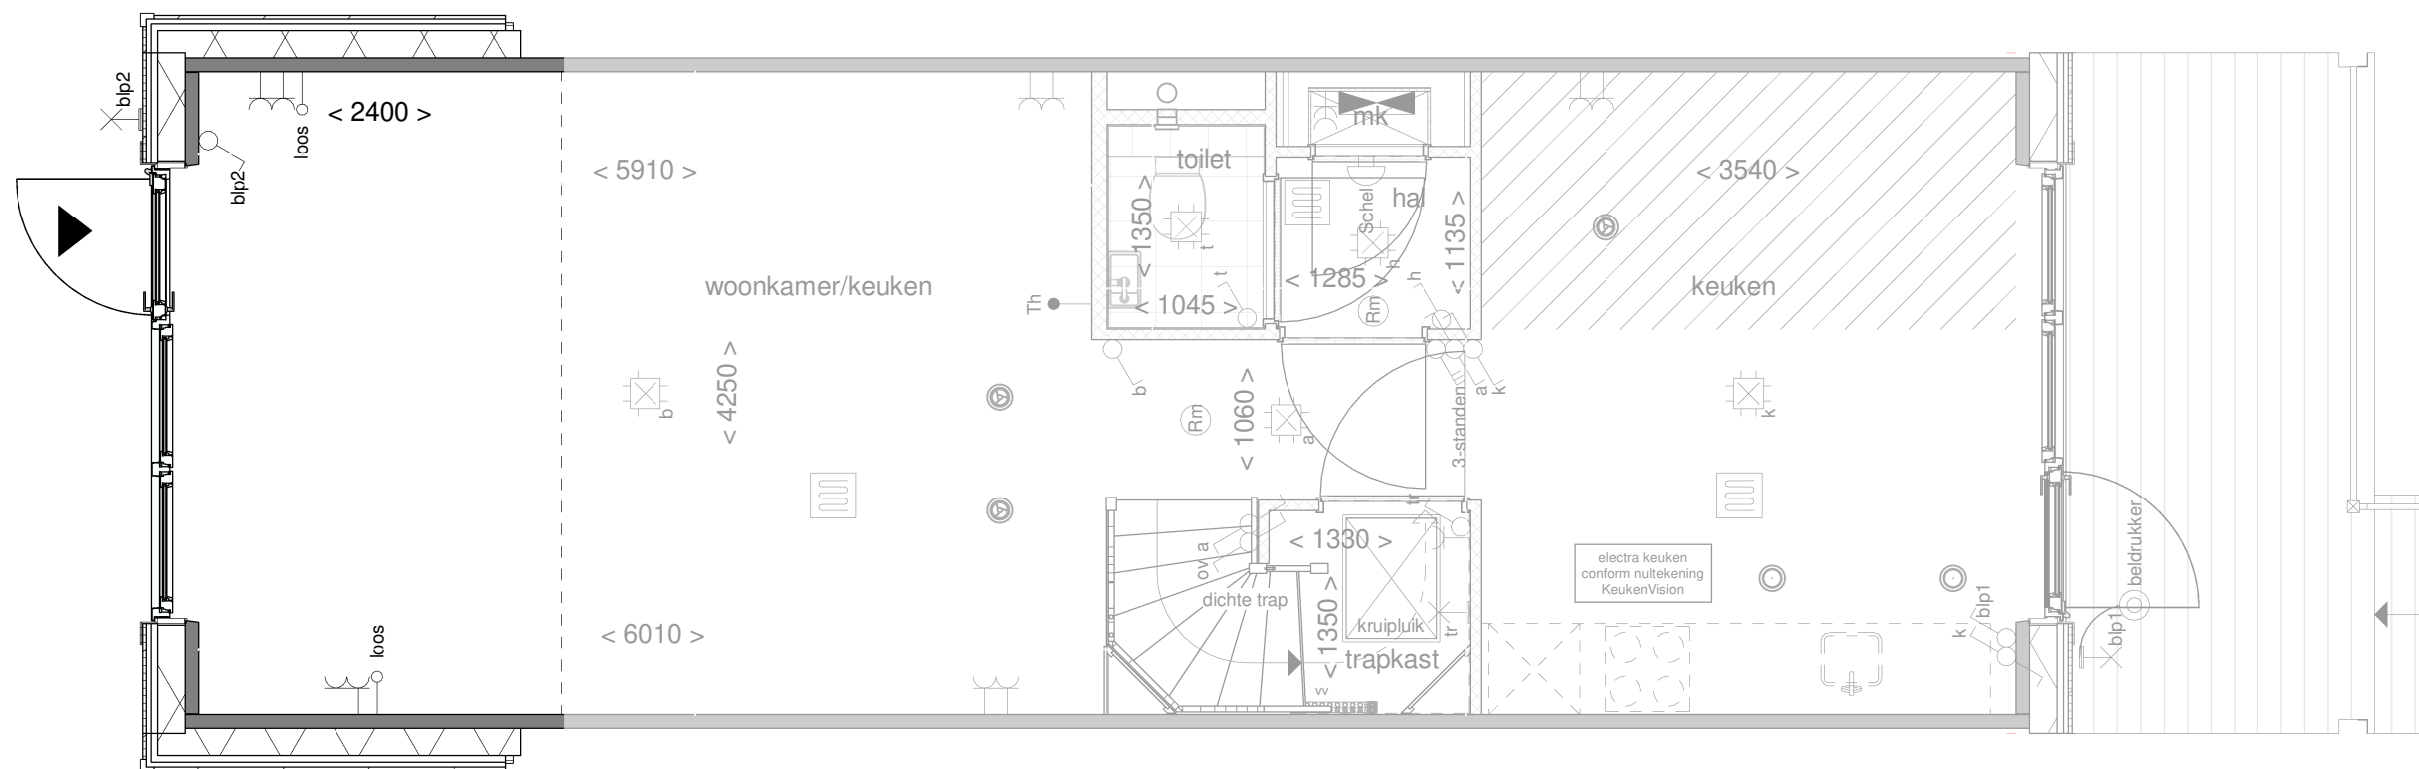 blp2
loos
< 2400 >
blp2
< 5910 >
toilet
mk
< 3540 >
< 1350 >
t
Schel
hal
< 1135 >
woonkamer/keuken
t
< 1285 >
h
h
keuken
Th
< 1045 >
Rm
< 4250 >
b
b
Rm
< 1060 >
a
3-standen
a
k
k
tr
beldrukker
< 1330 >
ov
a
dichte trap
electra keuken
conform nultekening
KeukenVision
< 1350 >
kruipluik
tr
k
blp1
blp1
loos
< 6010 >
trapkast
vv